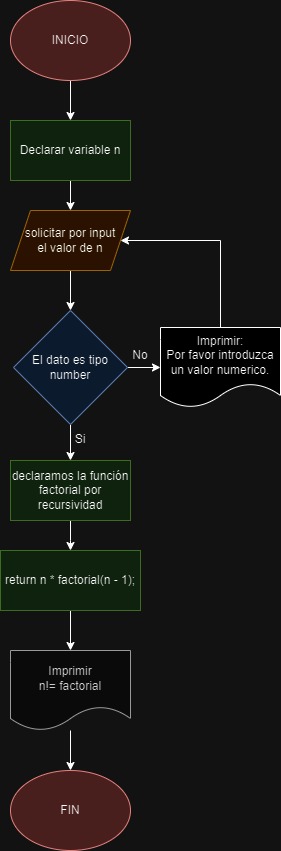 INICIO
Declarar variable n
solicitar por input
el valor de n
El dato es tipo
number
No
Imprimir:
Por favor introduzca
un valor numerico.
Si
declaramos la función
factorial por
recursividad
return n * factorial(n - 1);
Imprimir
n!= factorial
FIN